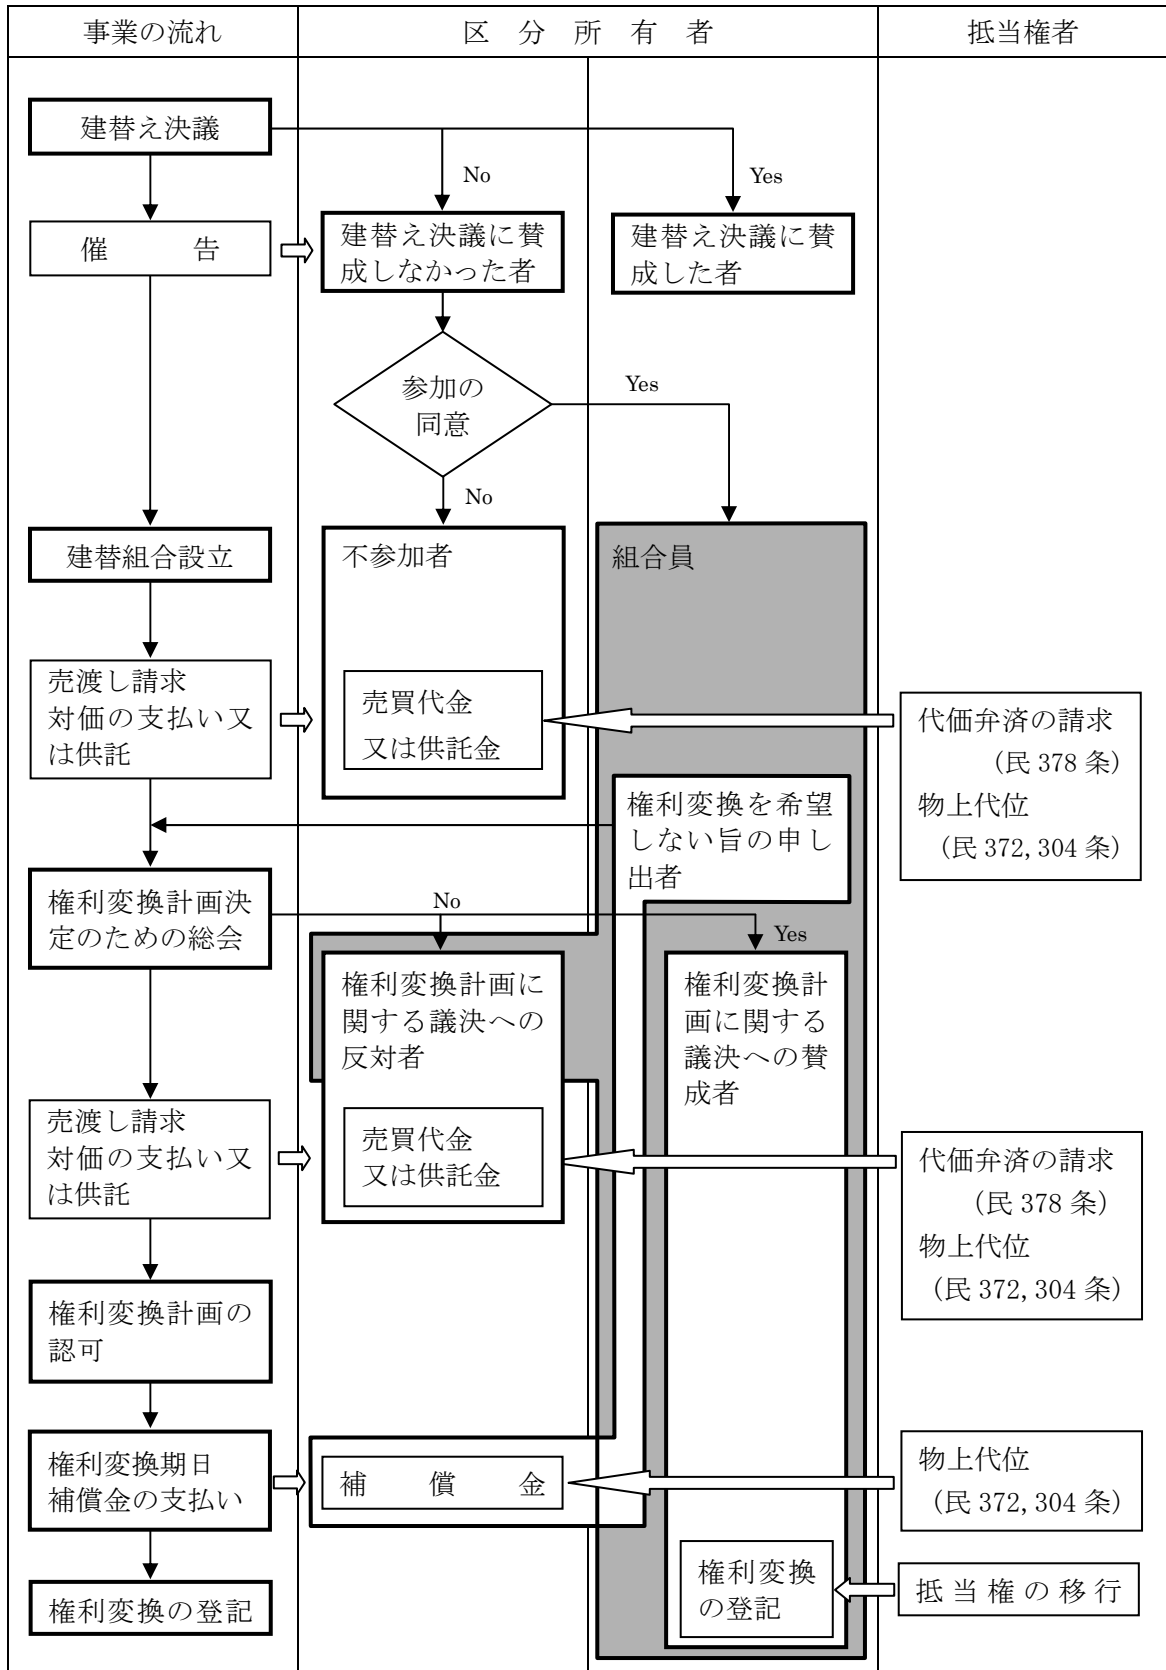 事業の流れ
区分所有者
抵当権者
建替え決議
No
Yes
催告
建替え決議に賛
成しなかった者
建替え決議に賛
成した者
参加の
同意
Yes
No
建替組合設立
不参加者
組合員
売渡し請求
対価の支払い又
は供託
売買代金
又は供託金
代価弁済の請求
（民 378 条）
物上代位
（民 372, 304 条）
権利変換を希望
しない旨の申し
出者
権利変換計画決
定のための総会
No
Yes
権利変換計画に
関する議決への
反対者
権利変換計
画に関する
議決への賛
成者
売渡し請求
対価の支払い又
は供託
売買代金
又は供託金
代価弁済の請求
（民 378 条）
物上代位
（民 372, 304 条）
権利変換計画の
認可
権利変換期日
補償金の支払い
補償金
物上代位
（民 372, 304 条）
権利変換の登記
権利変換
の登記
抵当権の移行